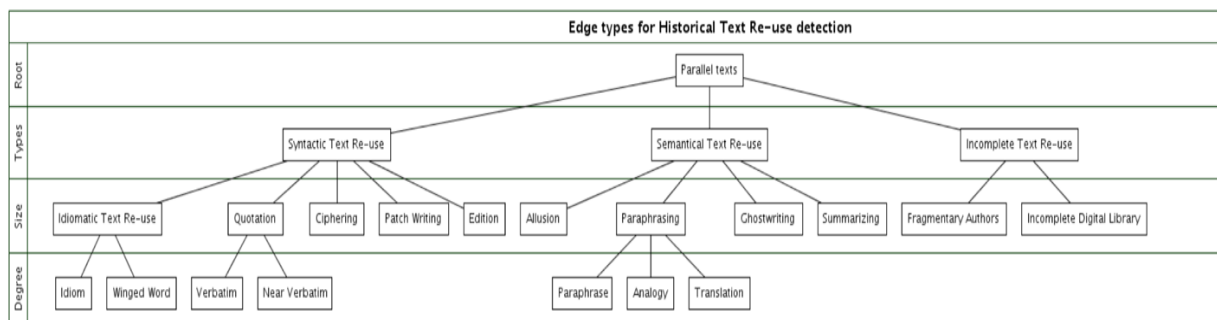 Edge types for Historical Text Re-use detection
Root
Parallel texts
Types
Syntactic Text Re-use
Semantical Text Re-use
Incomplete Text Re-use
Size
Idiomatic Text Re-use
Quotation
Ciphering
Patch Writing
Edition
Allusion
Paraphrasing
Ghostwriting
Summarizing
Fragmentary Authors
Incomplete Digital Library
Degree
Idiom
Winged Word
Verbatim
Near Verbatim
Paraphrase
Analogy
Translation